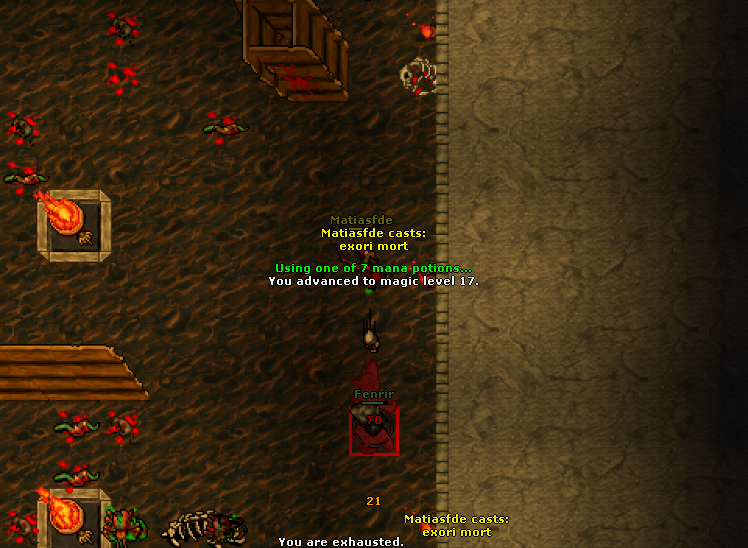 Matiasfde
Matiasfde casts:
exori mort
Using one of 7 mana potions...
You advanced to magic level 17.
Fenrir
78
21
Matiasfde casts:
exori mort
You are exhausted.